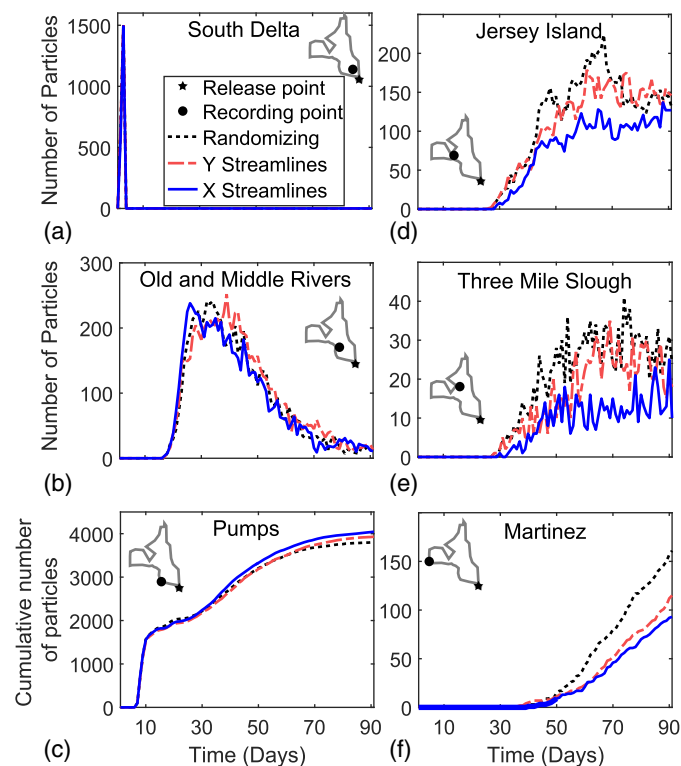 South Delta
Number of Particles
1500
1000
500
0
Release point
Recording point
Randomizing
Y Streamlines
X Streamlines
(a)
Jersey Island
200
150
100
50
0
(d)
Old and Middle Rivers
Number of Particles
300
200
100
0
(b)
Three Mile Slough
40
30
20
10
0
(e)
Pumps
Cumulative number
of particles
4000
3000
2000
1000
0
10 30 50 70 90
Time (Days)
(c)
Martinez
150
100
50
0
10 30 50 70 90
Time (Days)
(f)